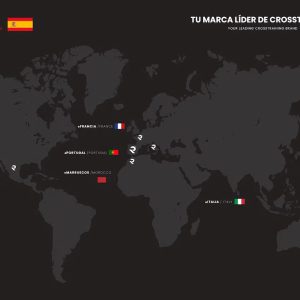 TU MARCA LÍDER DE CROSST
YOUR LEADING CROSSTRAINING BRAND
+FRANCIA / FRANCE
+PORTUGAL / PORTUGAL
+MARRUECOS / MOROCCO
+ITALIA / ITALY